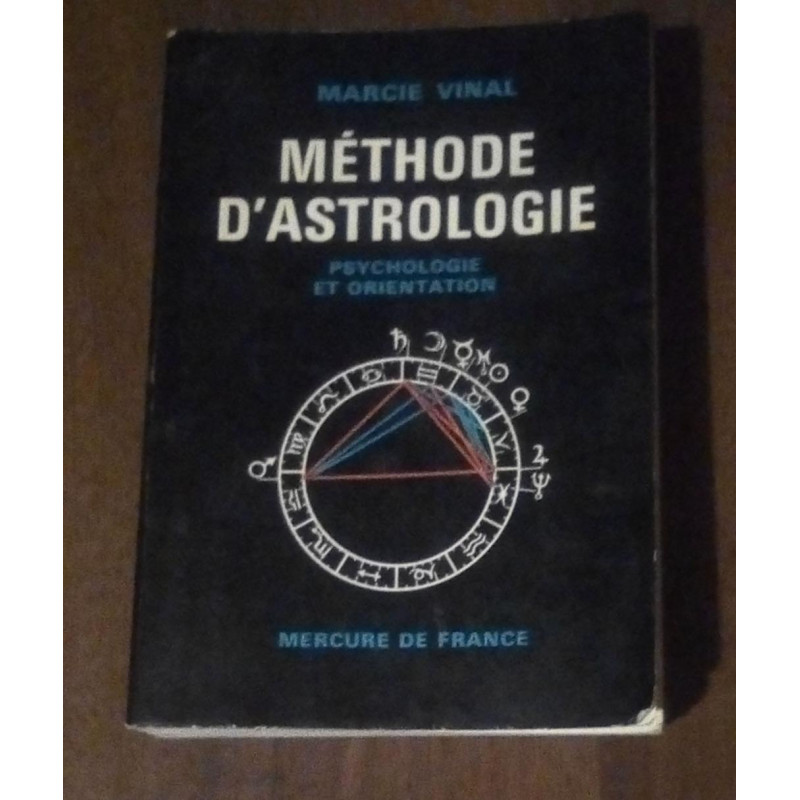 MARCIE VINAL
MÉTHODE
D'ASTROLOGIE
PSYCHOLOGIE
ET ORIENTATION
MERCURE DE FRANCE